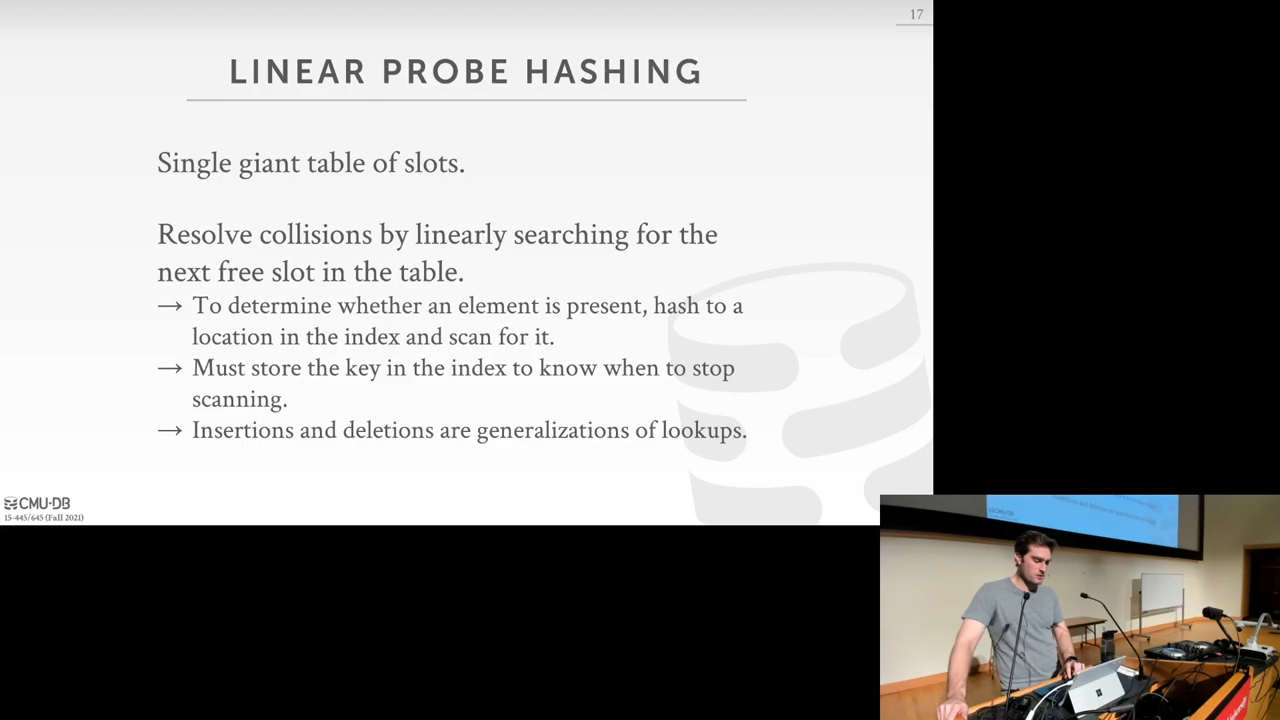 17
LINEAR PROBE HASHING
Single giant table of slots.
Resolve collisions by linearly searching for the
next free slot in the table.
→ To determine whether an element is present, hash to a
location in the index and scan for it.
→ Must store the key in the index to know when to stop
scanning.
→ Insertions and deletions are generalizations of lookups.
CMU·DB
15-445/645 (Fall 2021)